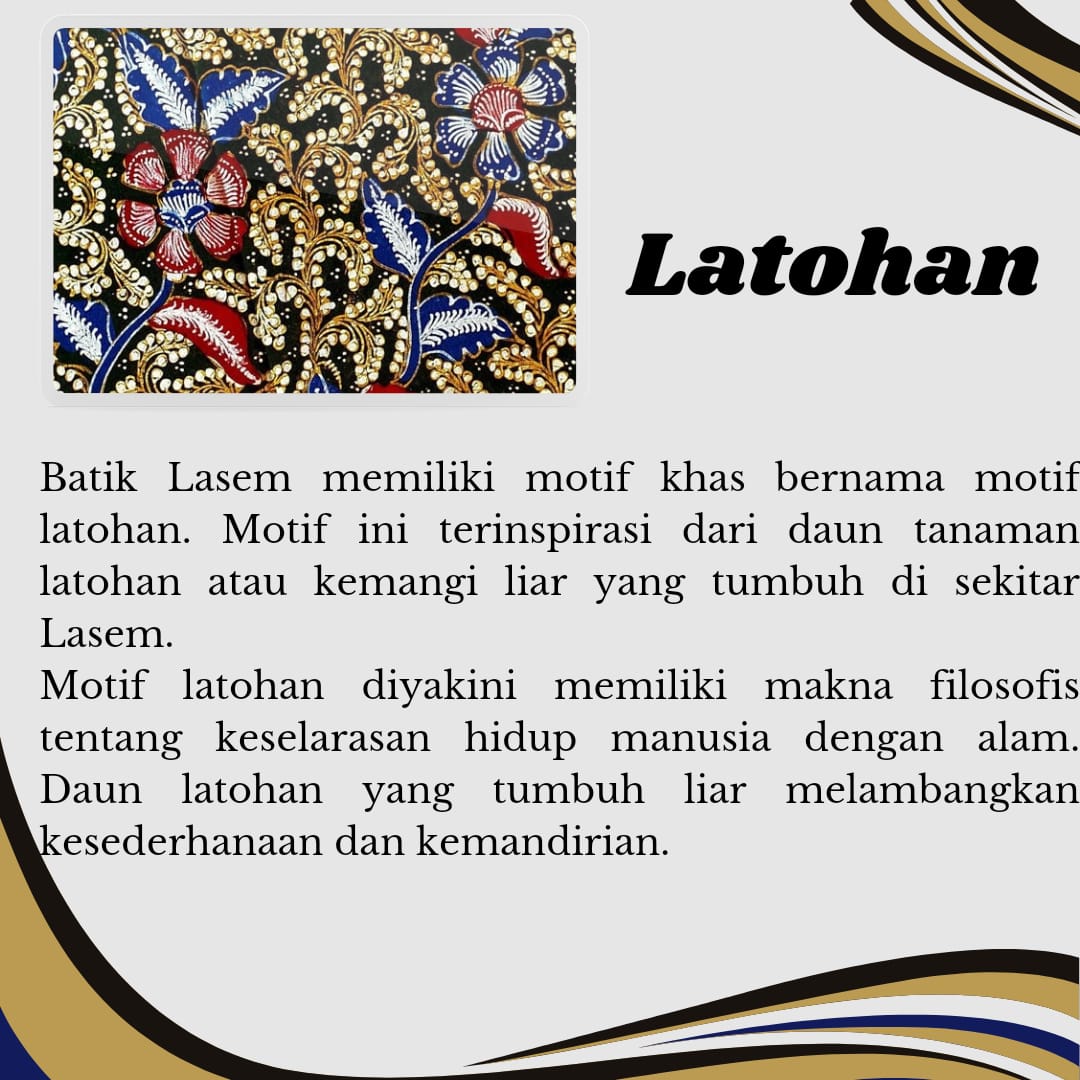 Latohan
Batik Lasem memiliki motif khas bernama motif
latohan. Motif ini terinspirasi dari daun tanaman
latohan atau kemangi liar yang tumbuh di sekitar
Lasem.
Motif latohan diyakini memiliki makna filosofis
tentang keselarasan hidup manusia dengan alam.
Daun latohan yang tumbuh liar melambangkan
kesederhanaan dan kemandirian.